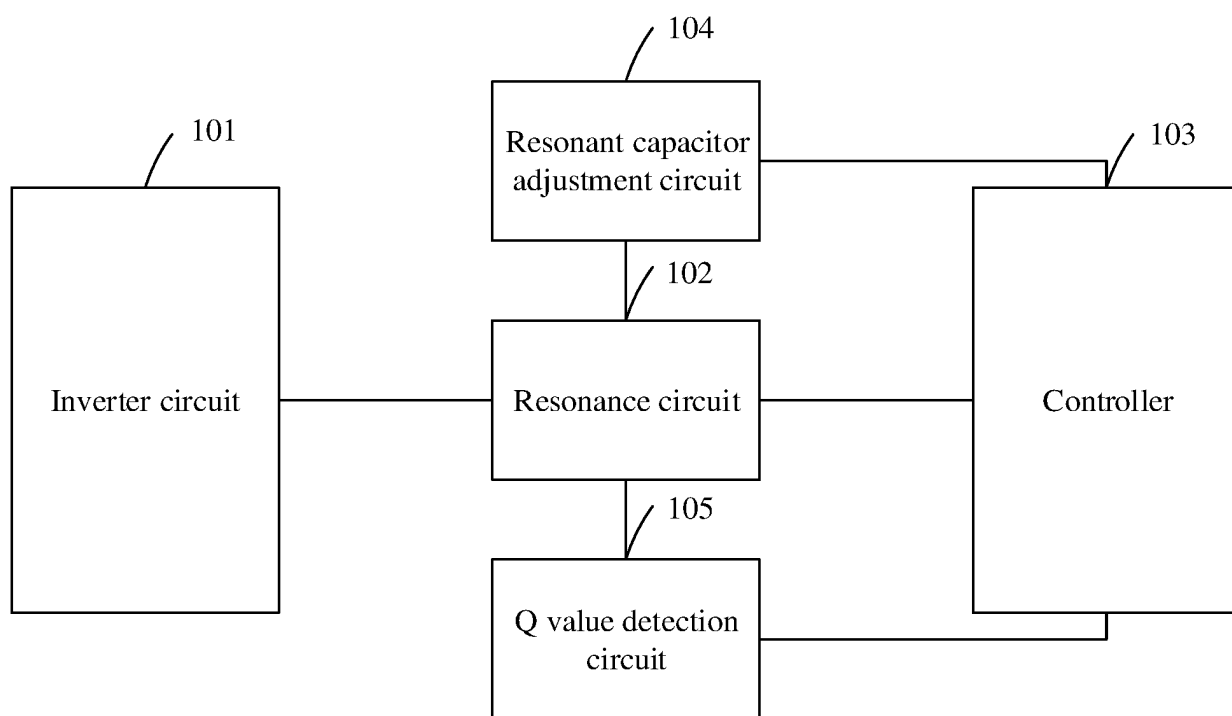 104
Resonant capacitor
adjustment circuit
101
103
102
Inverter circuit
Resonance circuit
Controller
105
Q value detection
circuit